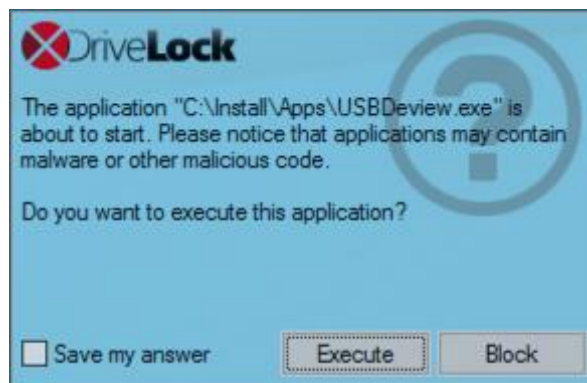 DriveLock
The application "C:\Install\Apps\USBDeview.exe" is
about to start. Please notice that applications may contain
malware or other malicious code.
Do you want to execute this application?
Save my answer
Execute
Block